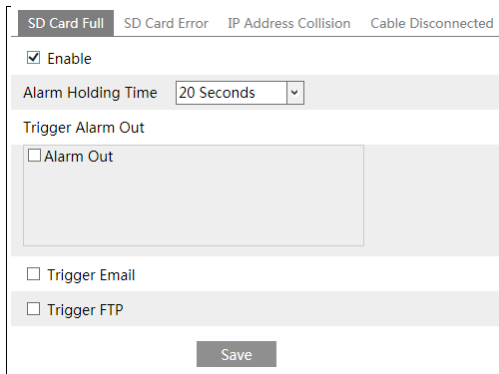 SD Card Full SD Card Error IP Address Collision Cable Disconnected
Enable
Alarm Holding Time 20 Seconds
Trigger Alarm Out
Alarm Out
Trigger Email
Trigger FTP
Save